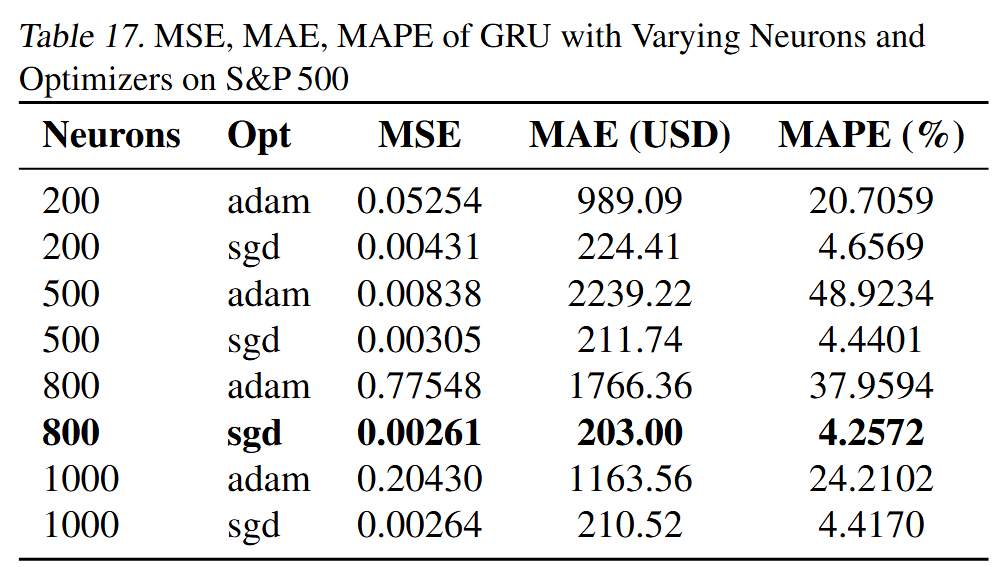 Table 17. MSE, MAE, MAPE of GRU with Varying Neurons and
Optimizers on S&P 500
Neurons Opt MSE MAE (USD) MAPE (%)
200 adam 0.05254 989.09 20.7059
200 sgd 0.00431 224.41 4.6569
500 adam 0.00838 2239.22 48.9234
500 sgd 0.00305 211.74 4.4401
800 adam 0.77548 1766.36 37.9594
800 sgd 0.00261 203.00 4.2572
1000 adam 0.20430 1163.56 24.2102
1000 sgd 0.00264 210.52 4.4170